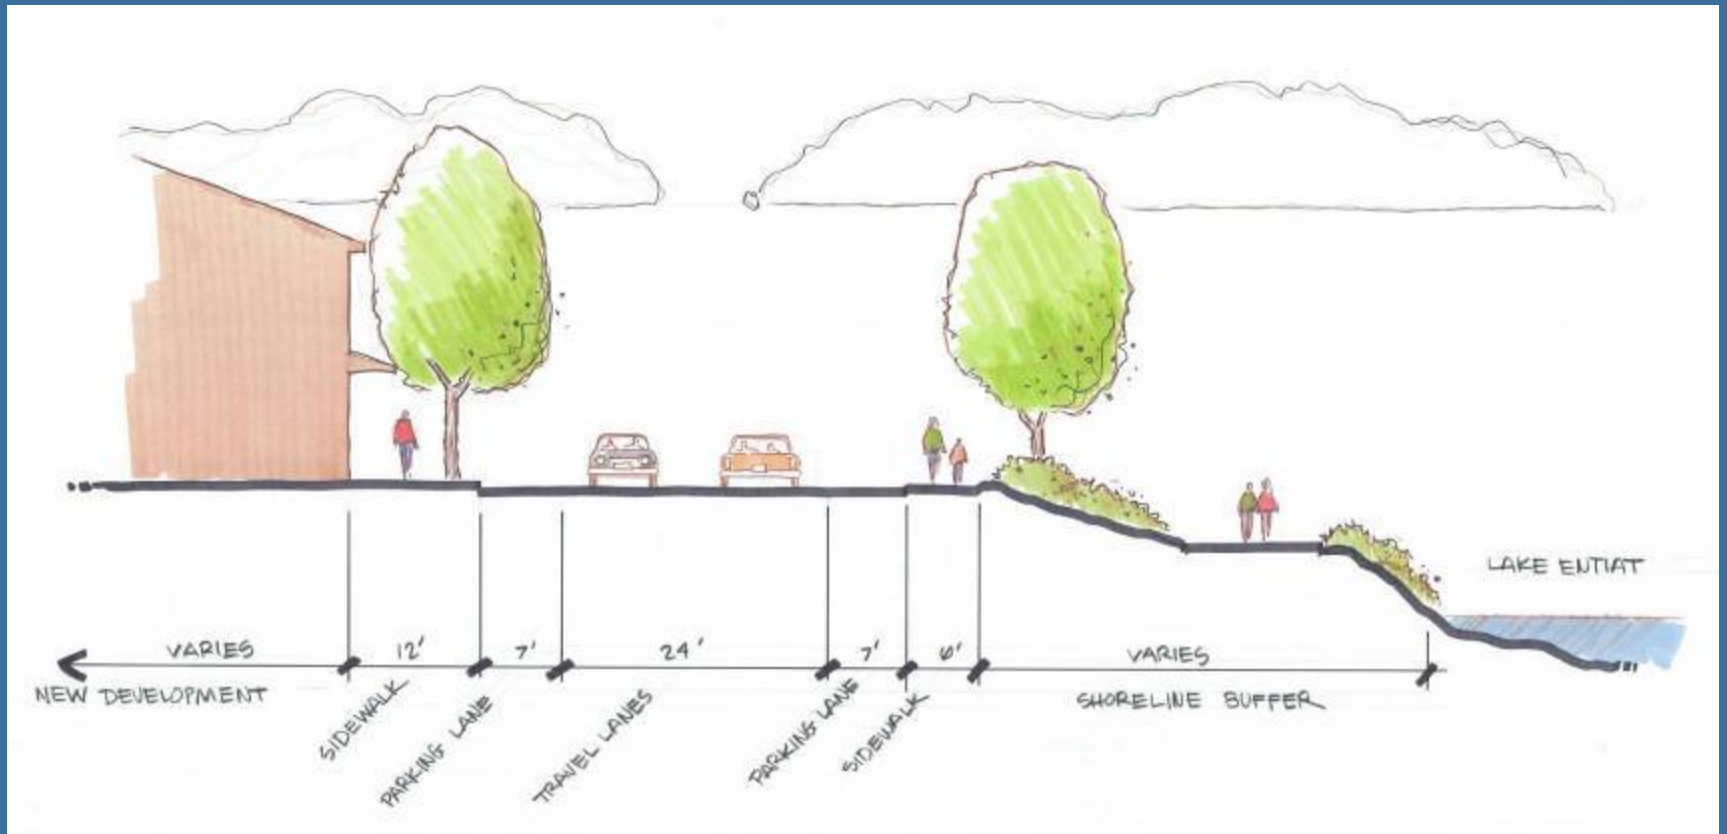 LAKE ENTIAT
VARIES
12'
7'
24'
7'
6'
VARIES
NEW DEVELOPMENT
SIDEWALK
PARKING LANE
TRAVEL LANES
PARKING LANE
SIDEWALK
SHORELINE BUFFER